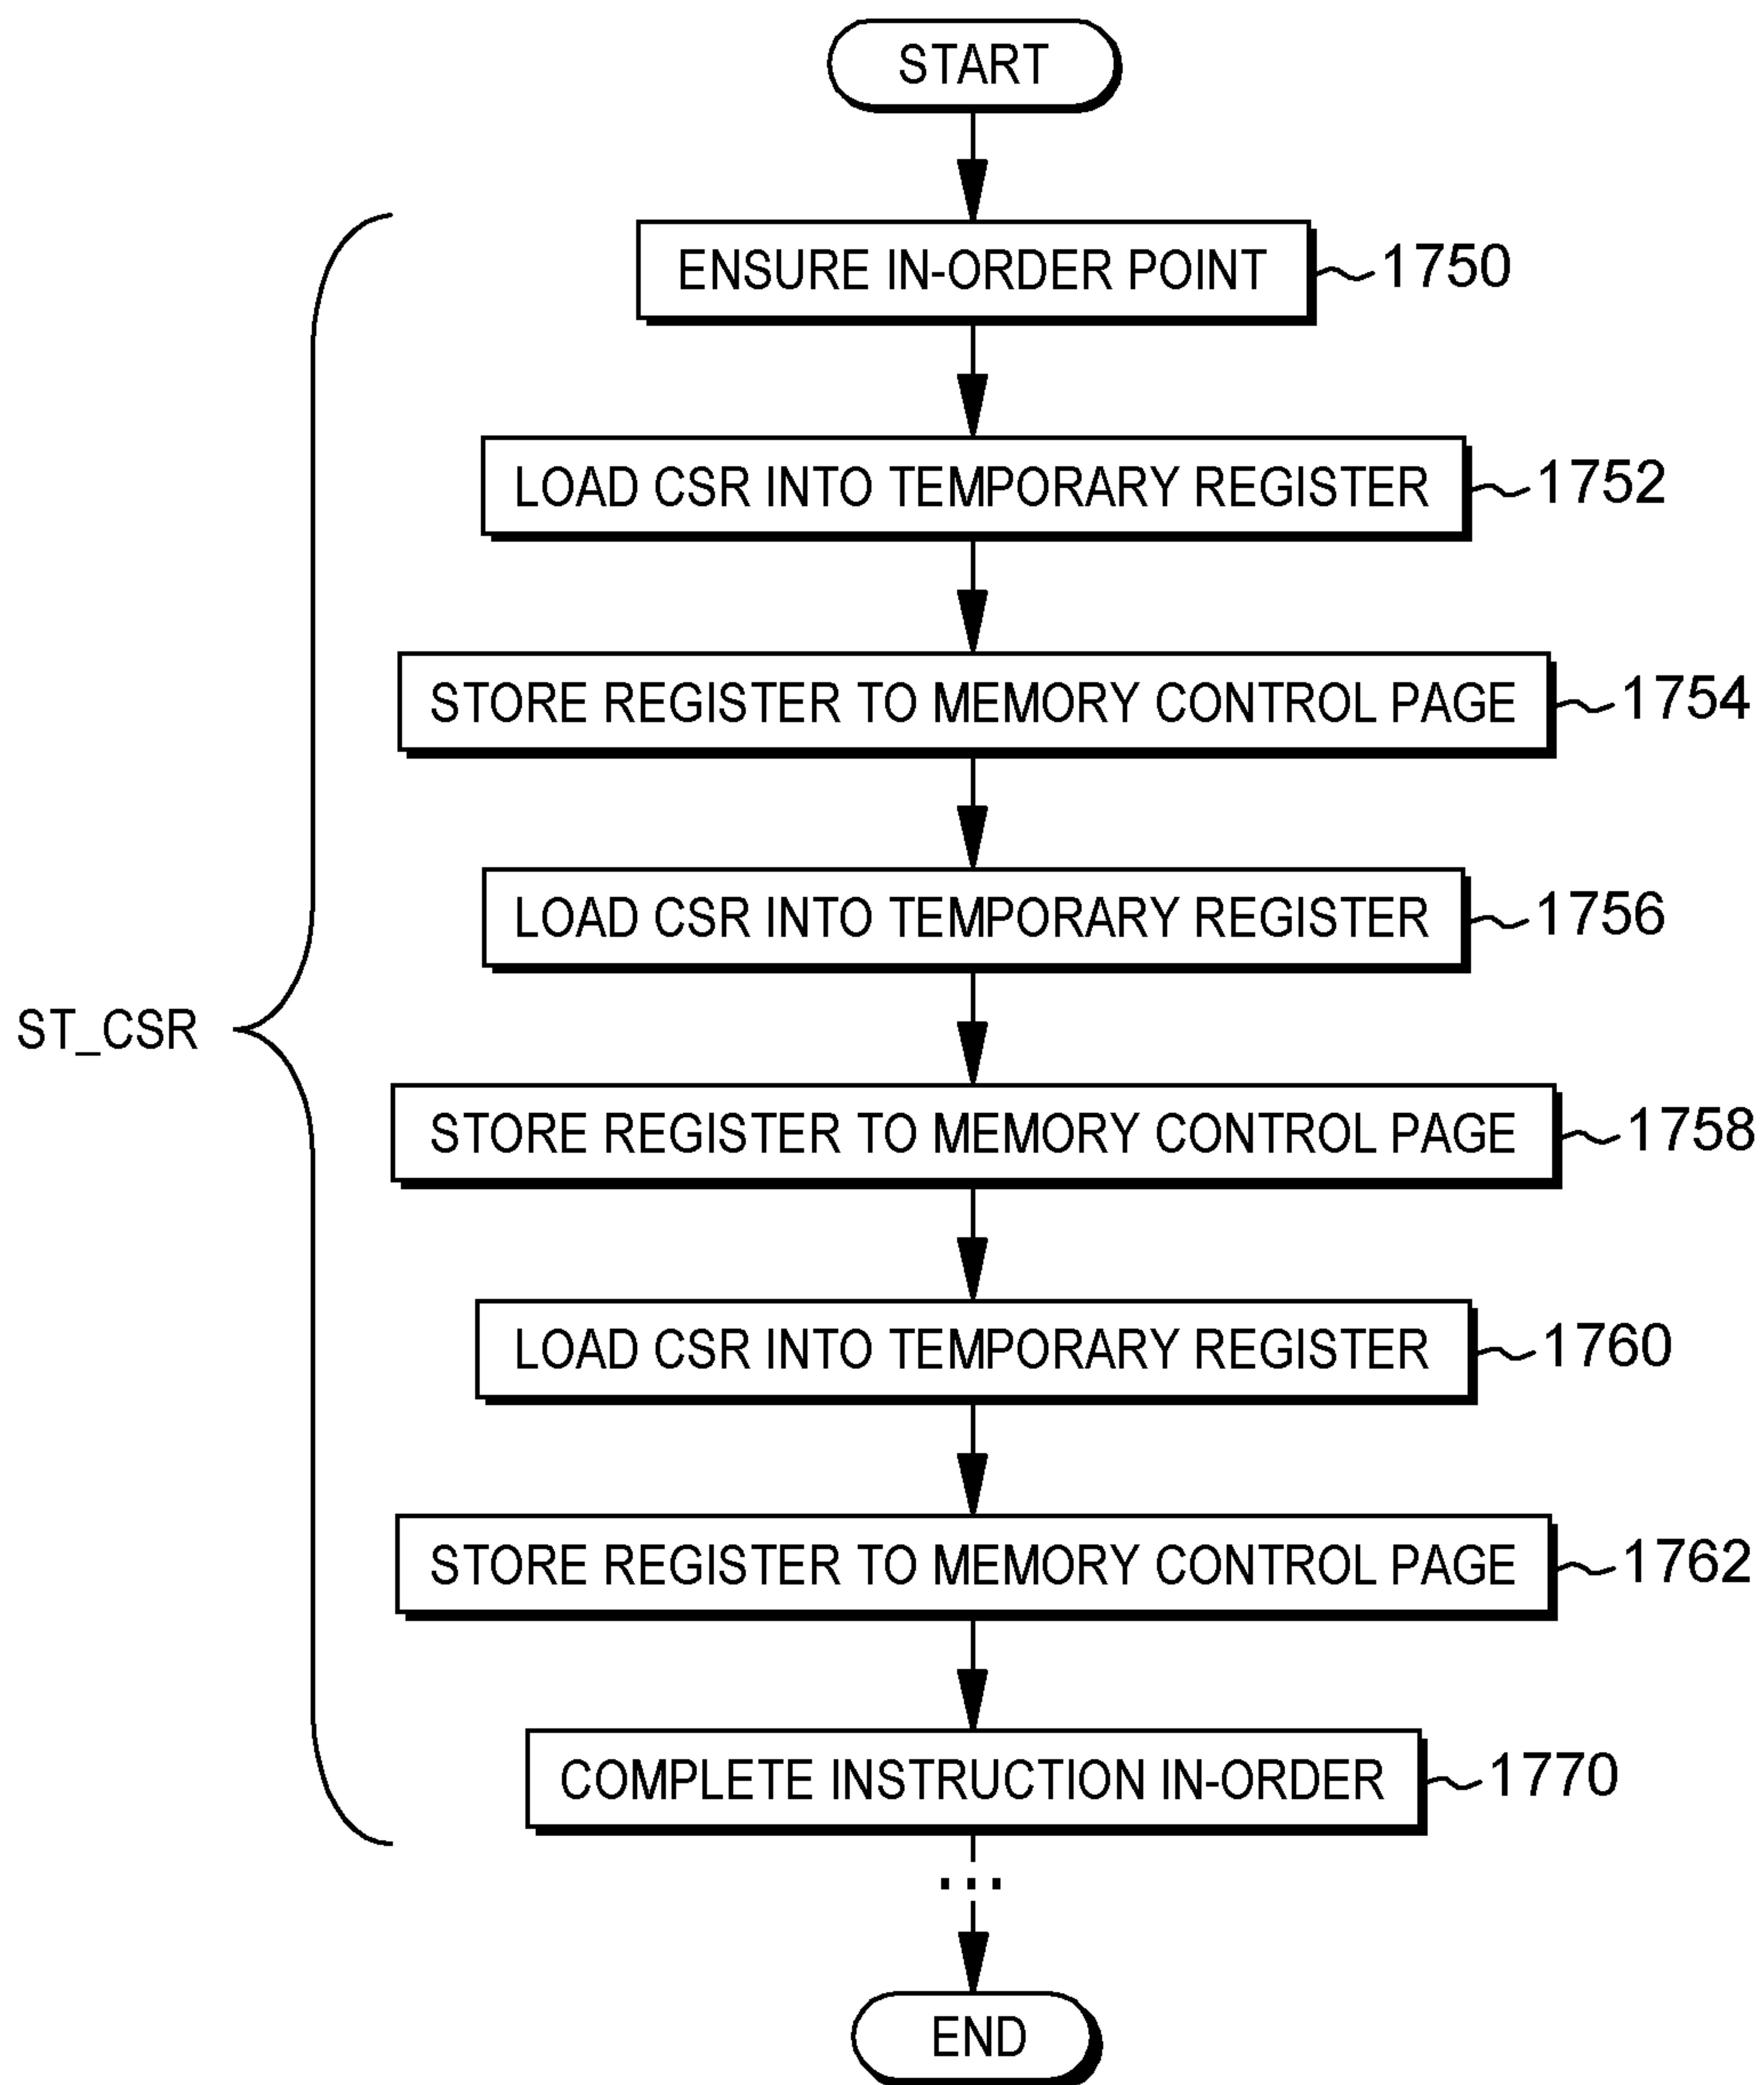 START
ENSURE IN-ORDER POINT 1750
LOAD CSR INTO TEMPORARY REGISTER 1752
STORE REGISTER TO MEMORY CONTROL PAGE 1754
LOAD CSR INTO TEMPORARY REGISTER 1756
ST_CSR
STORE REGISTER TO MEMORY CONTROL PAGE 1758
LOAD CSR INTO TEMPORARY REGISTER 1760
STORE REGISTER TO MEMORY CONTROL PAGE 1762
COMPLETE INSTRUCTION IN-ORDER 1770
...
END